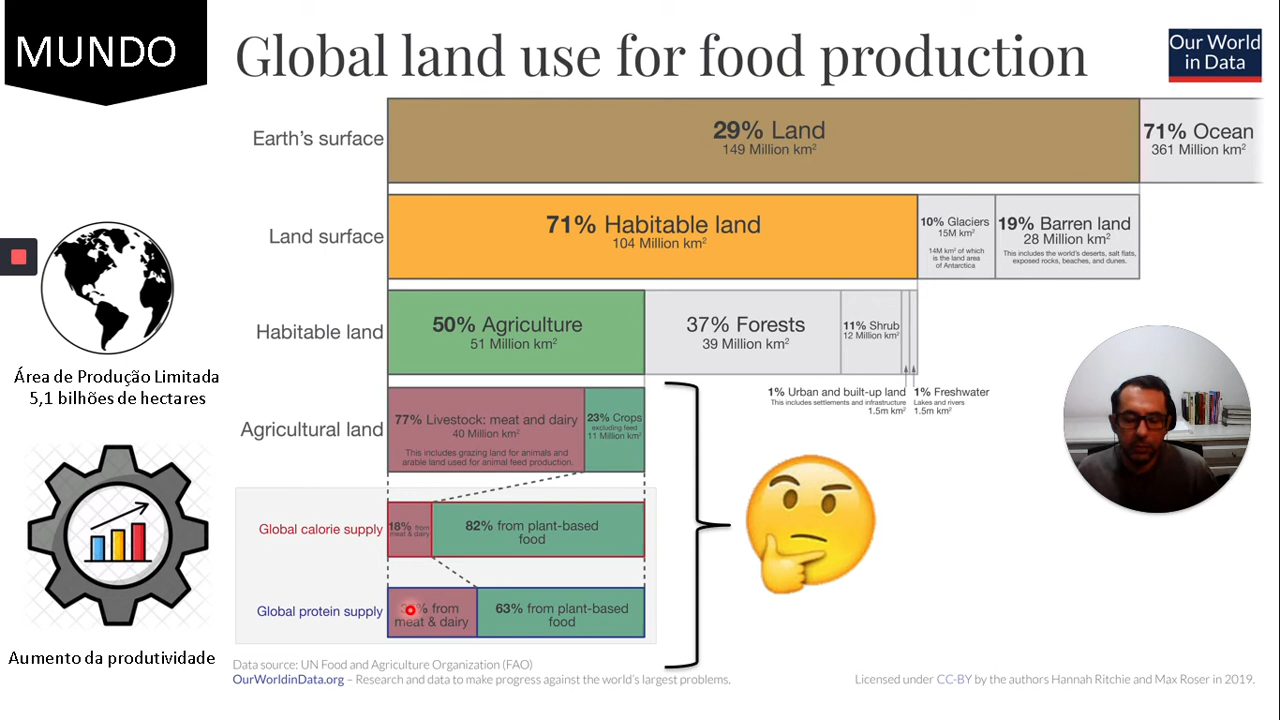 MUNDO
Global land use for food production
Our World
in Data
Earth's surface
29% Land
149 Million km²
71% Ocean
361 Million km²
Land surface
71% Habitable land
104 Million km²
10% Glaciers
15M km²
14M km² of which
is the land area
of Antarctica
19% Barren land
28 Million km²
This includes the world's deserts, salt flats,
exposed rocks, beaches, and dunes.
Habitable land
50% Agriculture
51 Million km²
37% Forests
39 Million km²
11% Shrub
12 Million km²
1% Urban and built-up land
This includes settlements and infrastructure
1.5m km²
1% Freshwater
Lakes and rivers
1.5m km²
Área de Produção Limitada
5,1 bilhões de hectares
Agricultural land
77% Livestock: meat and dairy
40 Million km²
This includes grazing land for animals and
arable land used for animal feed production.
23% Crops
excluding feed
11 Million km²
Global calorie supply
18% from
meat & dairy
82% from plant-based
food
Global protein supply
% from
meat & dairy
63% from plant-based
food
Aumento da produtividade
Data source: UN Food and Agriculture Organization (FAO)
OurWorldinData.org – Research and data to make progress against the world's largest problems.
Licensed under CC-BY by the authors Hannah Ritchie and Max Roser in 2019.